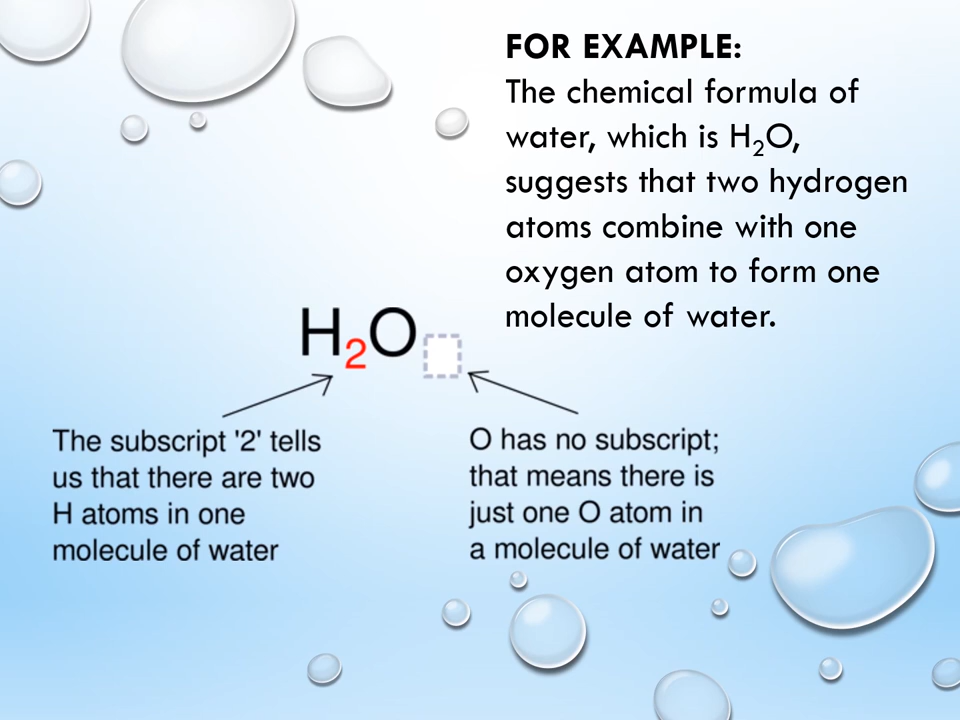 FOR EXAMPLE:
The chemical formula of
water, which is H₂O,
suggests that two hydrogen
atoms combine with one
oxygen atom to form one
molecule of water.
H₂O
The subscript '2' tells
us that there are two
H atoms in one
molecule of water
O has no subscript;
that means there is
just one O atom in
a molecule of water